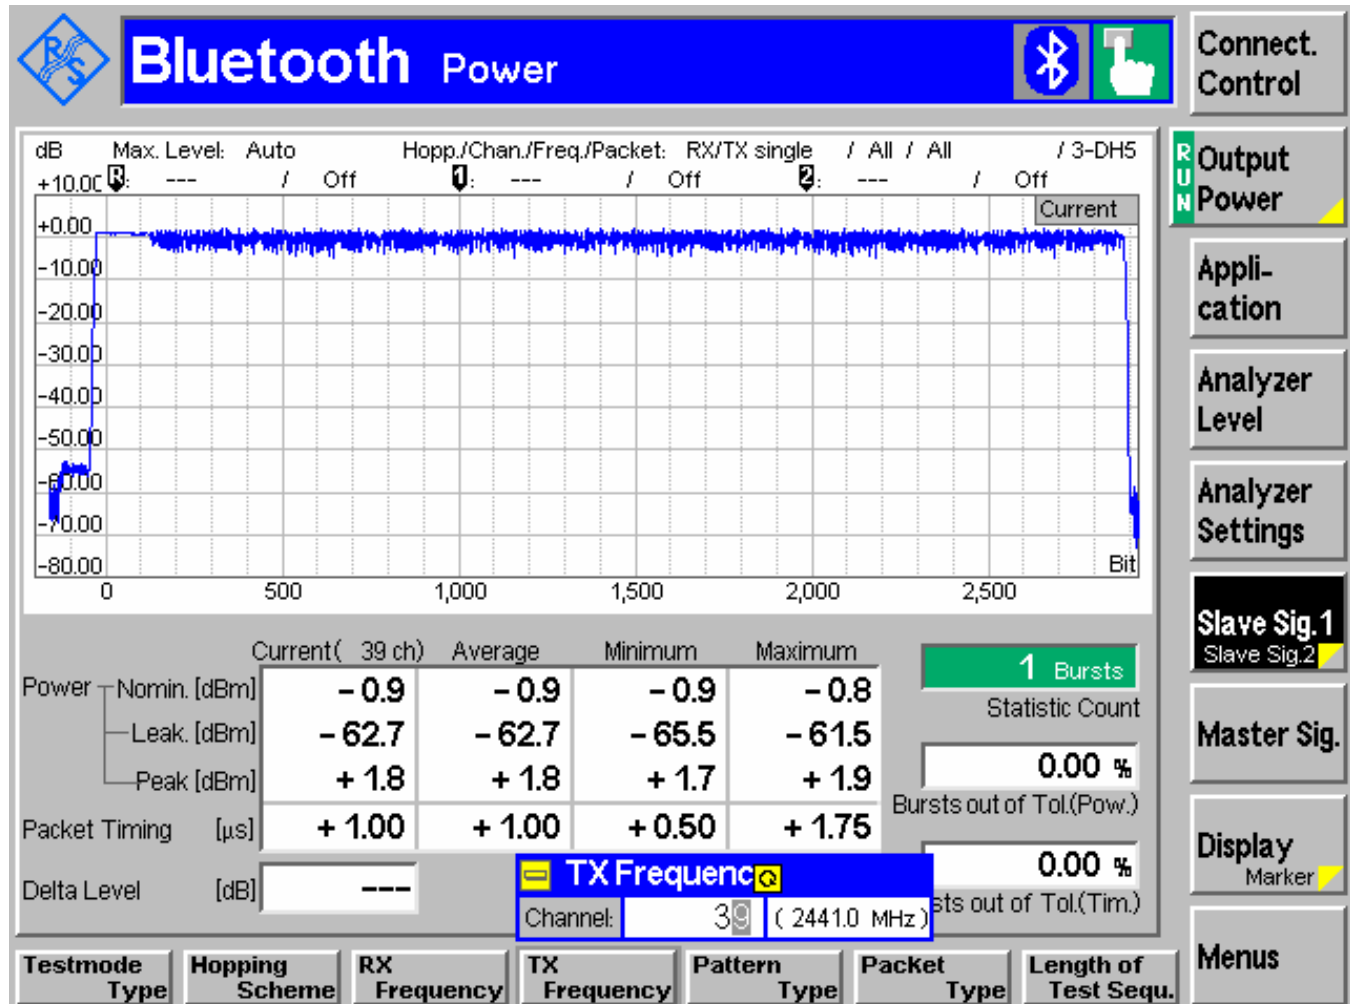 R S
Bluetooth Power
Connect. Control
dB Max. Level: Auto Hopp./Chan./Freq./Packet: RX/TX single / All / All / 3-DH5
R: --- / Off 1: --- / Off 2: --- / Off
RUN Output Power
Current
+10.00
+0.00
-10.00
-20.00
-30.00
-40.00
-50.00
-60.00
-70.00
-80.00
Bit
0 500 1,000 1,500 2,000 2,500
Appli-
cation
Analyzer
Level
Analyzer
Settings
Slave Sig.1
Slave Sig.2
Master Sig.
Display
Marker
Menus
Current( 39 ch) Average Minimum Maximum
Power Nomin. [dBm] -0.9 -0.9 -0.9 -0.8
Leak. [dBm] -62.7 -62.7 -65.5 -61.5
Peak [dBm] +1.8 +1.8 +1.7 +1.9
Packet Timing [µs] +1.00 +1.00 +0.50 +1.75
Delta Level [dB] ---
1 Bursts
Statistic Count
0.00 %
Bursts out of Tol.(Pow.)
0.00 %
sts out of Tol.(Tim.)
TX Frequenc
Channel: 39 ( 2441.0 MHz )
Testmode Type
Hopping Scheme
RX Frequency
TX Frequency
Pattern Type
Packet Type
Length of Test Sequ.